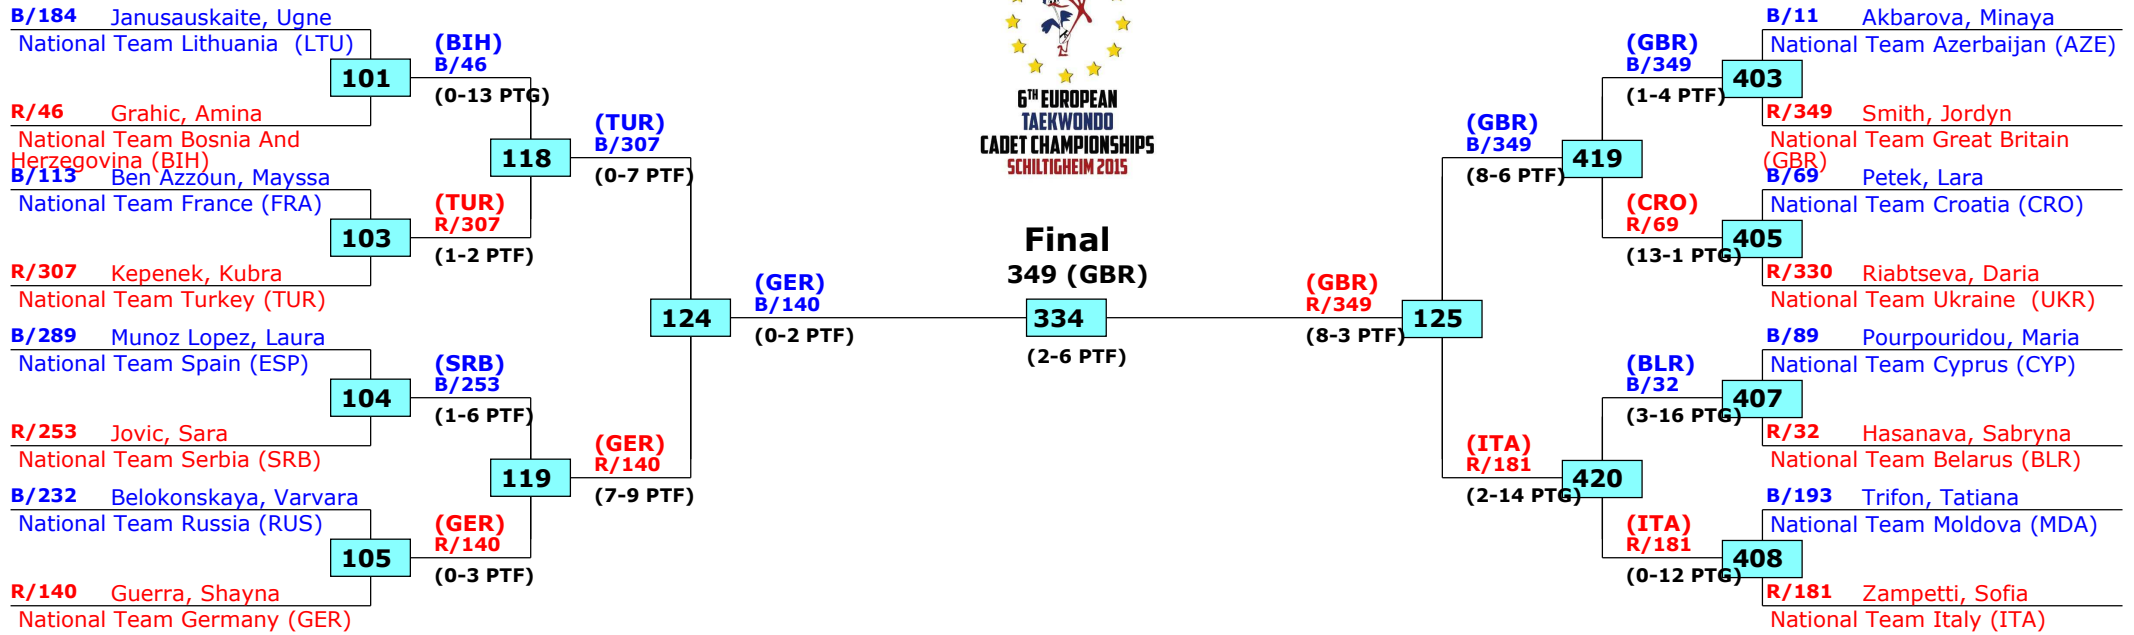 B/184 Janusauskaite, Ugne
National Team Lithuania (LTU)
101
R/46 Grahic, Amina
National Team Bosnia And
Herzegovina (BIH)
B/113 Ben Azzoun, Mayssa
National Team France (FRA)
103
R/307 Kepenek, Kubra
National Team Turkey (TUR)
B/289 Munoz Lopez, Laura
National Team Spain (ESP)
104
R/253 Jovic, Sara
National Team Serbia (SRB)
B/232 Belokonskaya, Varvara
National Team Russia (RUS)
105
R/140 Guerra, Shayna
National Team Germany (GER)
(BIH)
B/46
(0-13 PTG)
118
(TUR)
R/307
(1-2 PTF)
(SRB)
B/253
(1-6 PTF)
119
(GER)
R/140
(0-3 PTF)
(TUR)
B/307
(0-7 PTF)
124
(GER)
R/140
(7-9 PTF)
(GER)
B/140
(0-2 PTF)
6TH EUROPEAN
TAEKWONDO
CADET CHAMPIONSHIPS
SCHILTIGHEIM 2015
Final
349 (GBR)
334
(2-6 PTF)
(GBR)
R/349
(8-3 PTF)
125
(GBR)
B/349
(8-6 PTF)
419
(ITA)
R/181
(2-14 PTG)
420
(GBR)
B/349
(1-4 PTF)
403
(CRO)
R/69
(13-1 PTG)
405
(BLR)
B/32
(3-16 PTG)
407
(ITA)
R/181
(0-12 PTG)
408
B/11 Akbarova, Minaya
National Team Azerbaijan (AZE)
R/349 Smith, Jordyn
National Team Great Britain
(GBR)
B/69 Petek, Lara
National Team Croatia (CRO)
R/330 Riabtseva, Daria
National Team Ukraine (UKR)
B/89 Pourpouridou, Maria
National Team Cyprus (CYP)
R/32 Hasanava, Sabryna
National Team Belarus (BLR)
B/193 Trifon, Tatiana
National Team Moldova (MDA)
R/181 Zampetti, Sofia
National Team Italy (ITA)